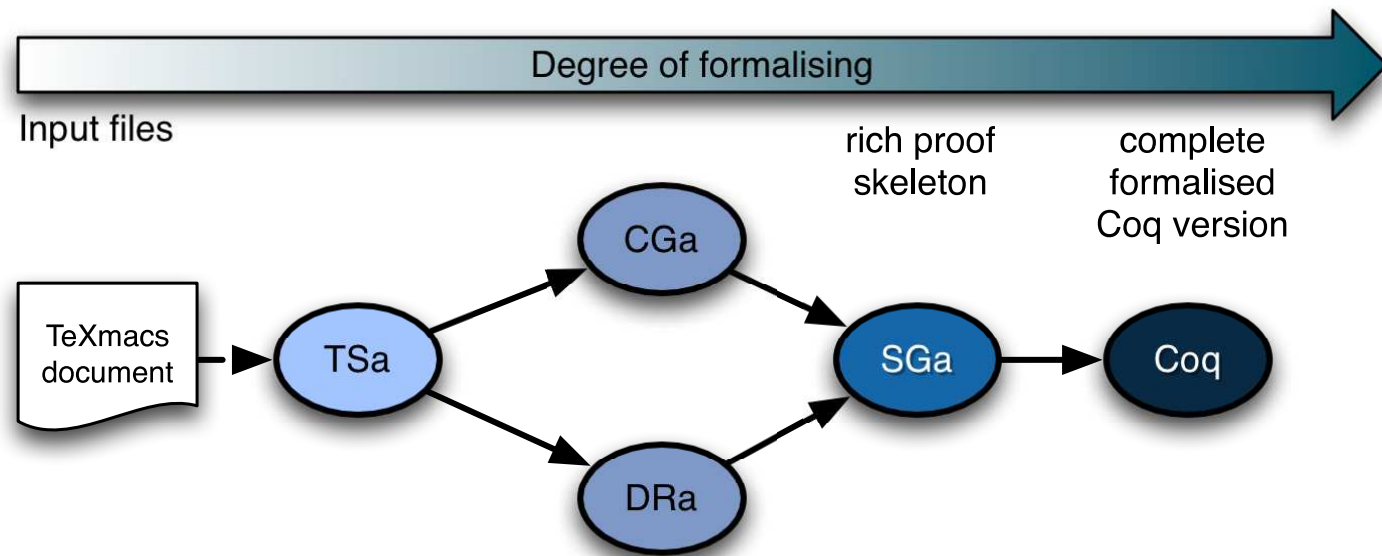 Degree of formalising
Input files
rich proof
skeleton
complete
formalised
Coq version
CGa
TeXmacs
document
TSa
SGa
Coq
DRa